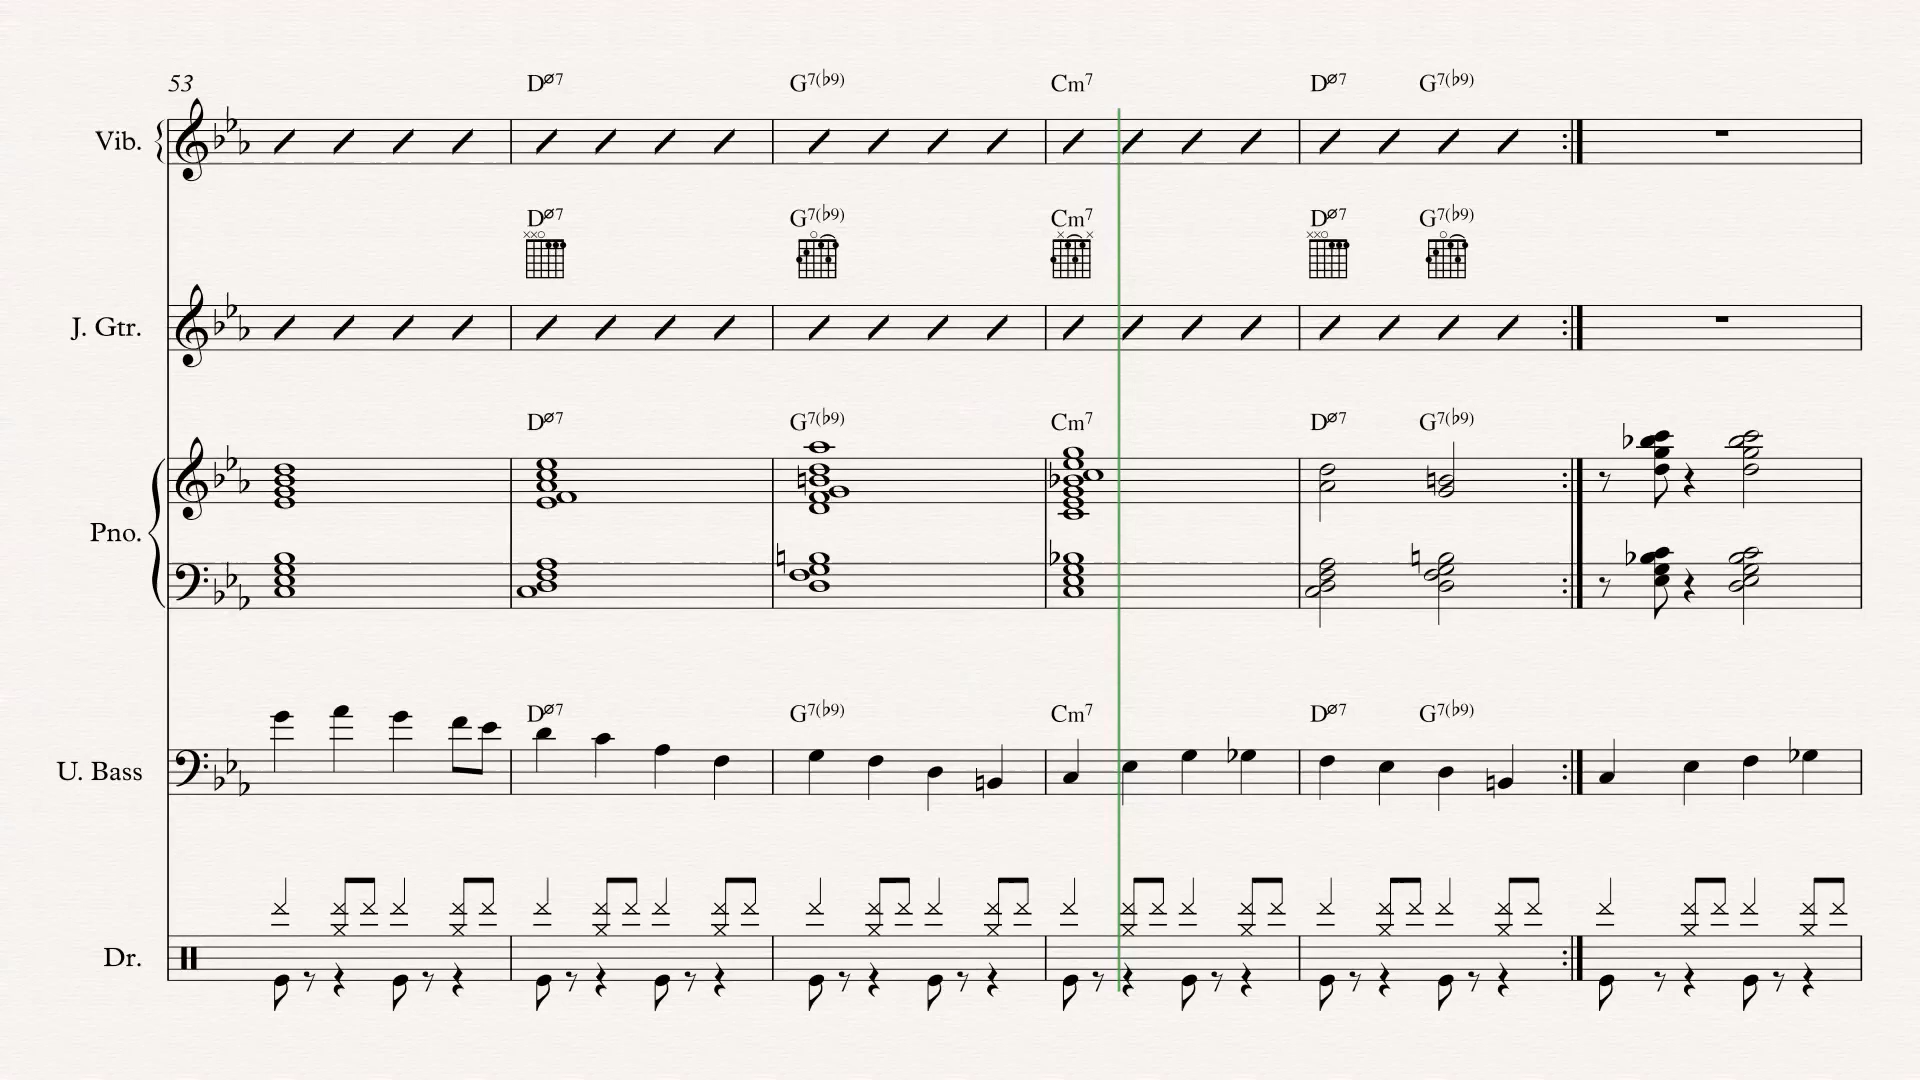 53
D⌀7 G7(♭9) Cm7 D⌀7 G7(♭9)
Vib.
D⌀7 G7(♭9) Cm7 D⌀7 G7(♭9)
J. Gtr.
D⌀7 G7(♭9) Cm7 D⌀7 G7(♭9)
Pno.
D⌀7 G7(♭9) Cm7 D⌀7 G7(♭9)
U. Bass
Dr.